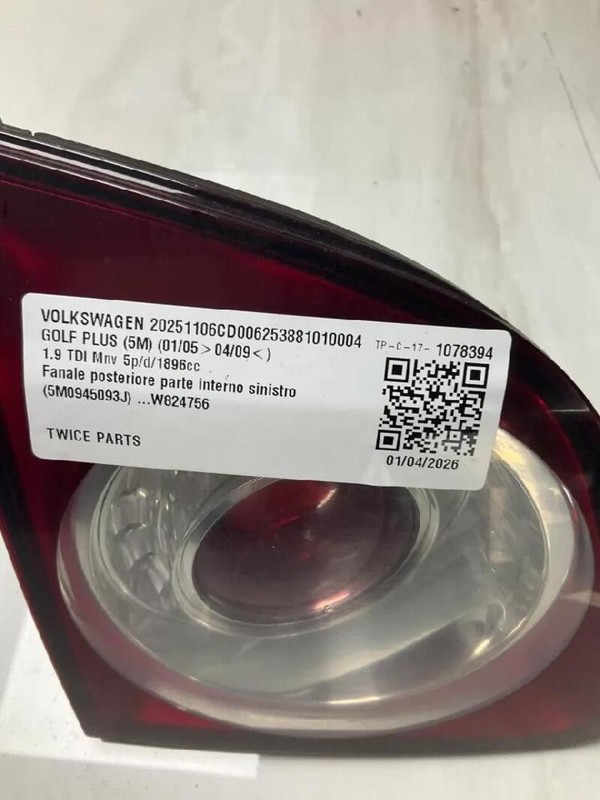 VOLKSWAGEN 20251106CD006253881010004
GOLF PLUS (5M) (01/05 > 04/09 < )
1.9 TDI Mnv 5p/d/1896cc
Fanale posteriore parte interno sinistro
(5M0945093J) ...W824756
TWICE PARTS
TP-C-17- 1078394
01/04/2026